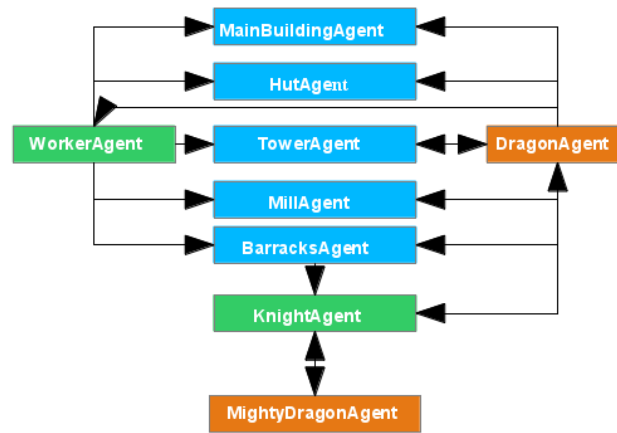 MainBuildingAgent
HutAgent
WorkerAgent
TowerAgent
DragonAgent
MillAgent
BarracksAgent
KnightAgent
MightyDragonAgent